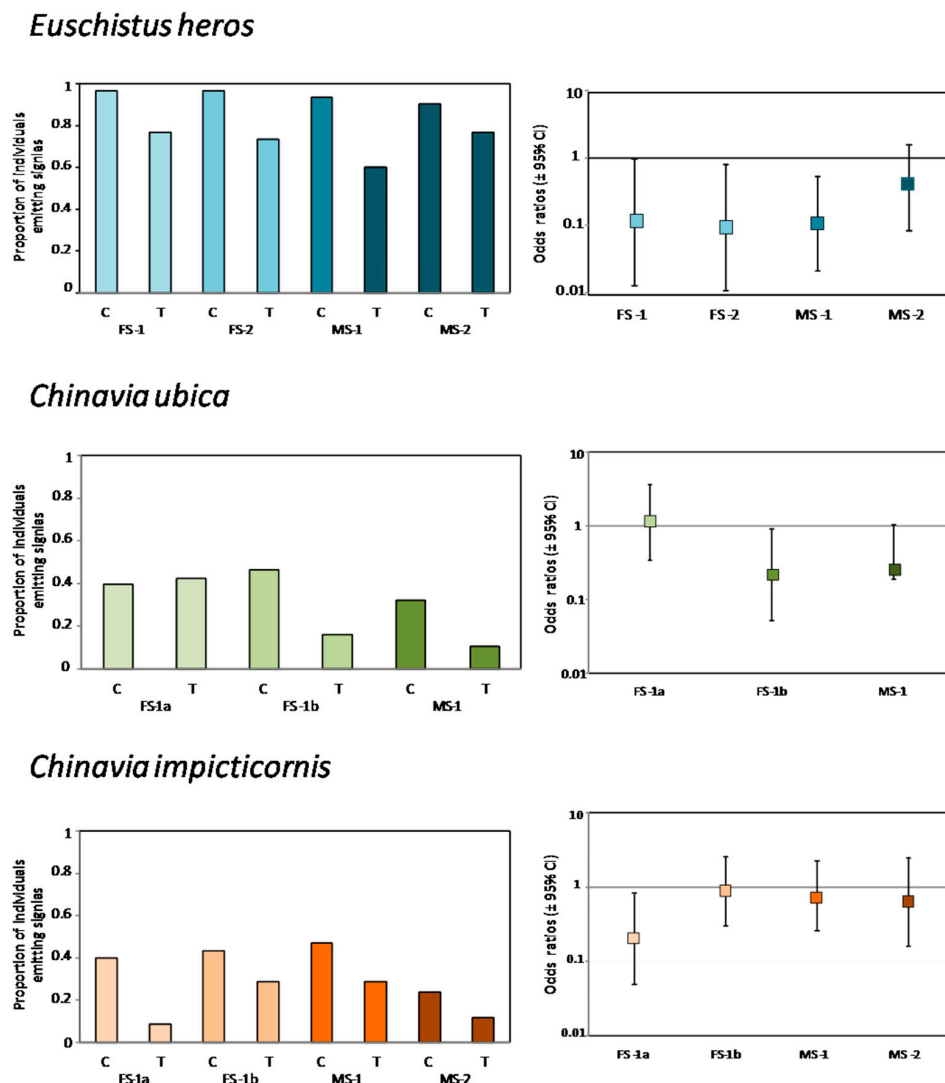 Euschistus heros
Proportion of individuals
emitting signlas
1
0.8
0.6
0.4
0.2
0
C T C T C T C T
FS-1 FS-2 MS-1 MS-2
Odds ratios (± 95% CI)
10
1
0.1
0.01
FS-1 FS-2 MS-1 MS-2
Chinavia ubica
Proportion of individuals
emitting signlas
1
0.8
0.6
0.4
0.2
0
C T C T C T
FS-1a FS-1b MS-1
Odds ratios (± 95% CI)
10
1
0.1
0.01
FS-1a FS-1b MS-1
Chinavia impicticornis
Proportion of individuals
emitting signlas
1
0.8
0.6
0.4
0.2
0
C T C T C T C T
FS-1a FS-1b MS-1 MS-2
Odds ratios (± 95% CI)
10
1
0.1
0.01
FS-1a FS-1b MS-1 MS-2